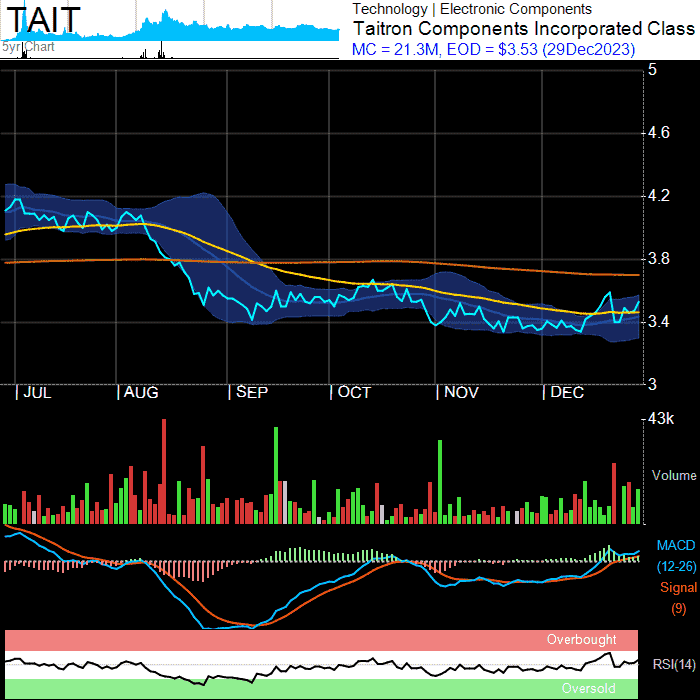 TAIT
5yr Chart
Technology | Electronic Components
Taitron Components Incorporated Class
MC = 21.3M, EOD = $3.53 (29Dec2023)
5
4.6
4.2
3.8
3.4
3
JUL AUG SEP OCT NOV DEC
43k
Volume
MACD
(12-26)
Signal
(9)
Overbought
RSI(14)
Oversold